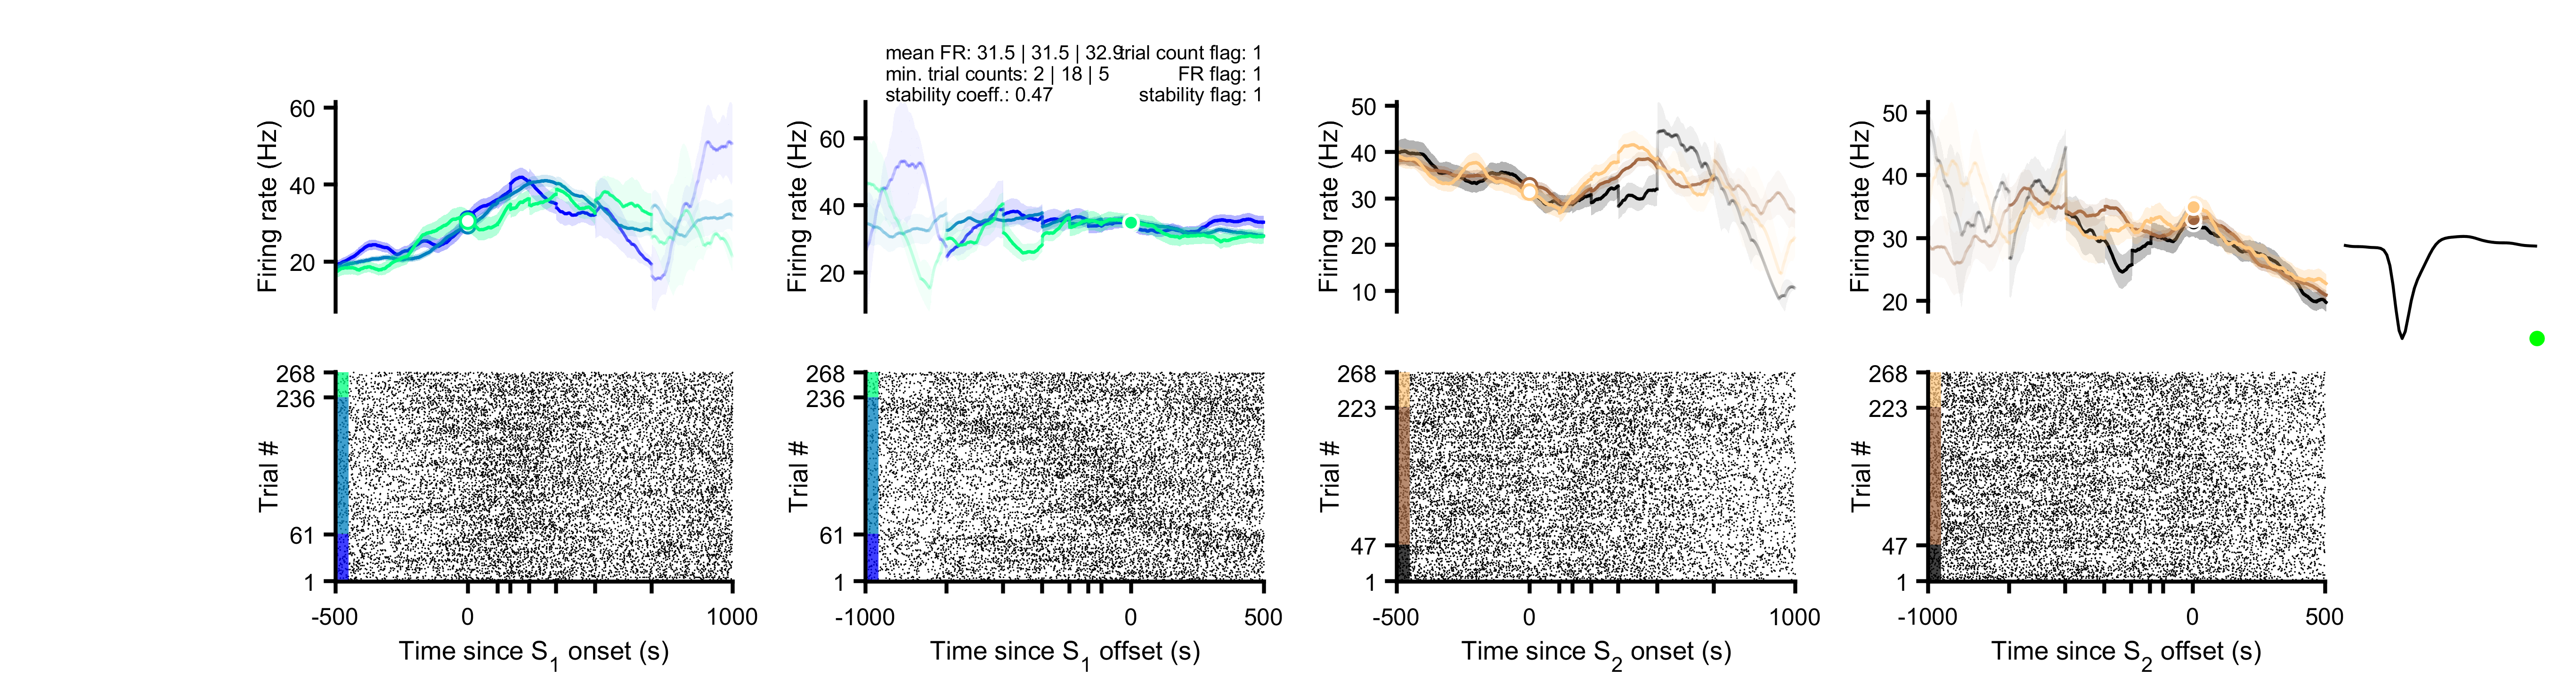 mean FR: 31.5 | 31.5 | 32.9
trial count flag: 1
min. trial counts: 2 | 18 | 5
FR flag: 1
stability coeff.: 0.47
stability flag: 1
Firing rate (Hz)
60
40
20
Firing rate (Hz)
60
40
20
Firing rate (Hz)
50
40
30
20
10
Firing rate (Hz)
50
40
30
20
Trial #
268
236
61
1
-500
0
1000
Time since S1 onset (s)
Trial #
268
236
61
1
-1000
0
500
Time since S1 offset (s)
Trial #
268
223
47
1
-500
0
1000
Time since S2 onset (s)
Trial #
268
223
47
1
-1000
0
500
Time since S2 offset (s)